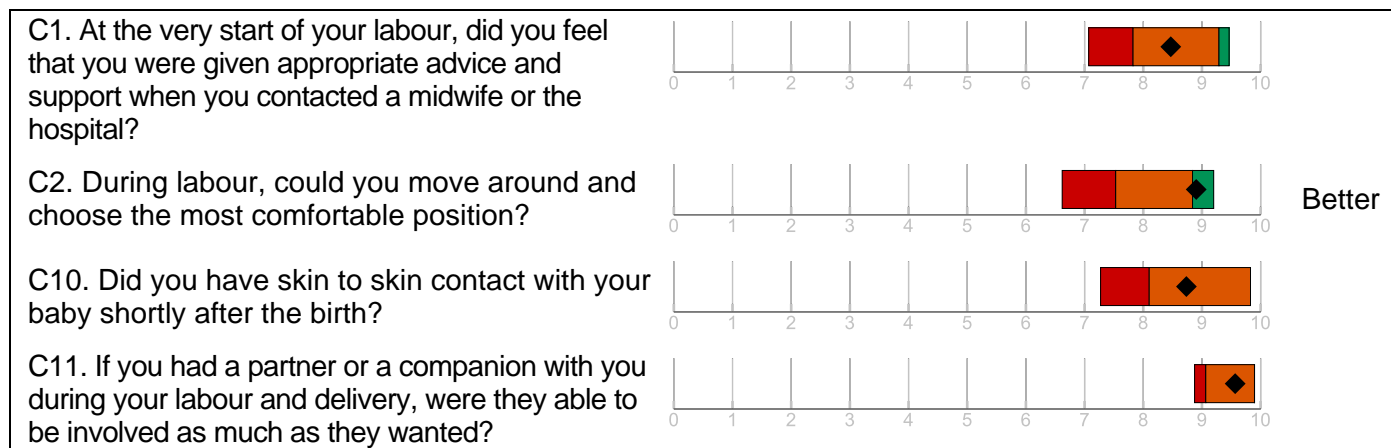 C1. At the very start of your labour, did you feel
that you were given appropriate advice and
support when you contacted a midwife or the
hospital?
0 1 2 3 4 5 6 7 8 9 10
C2. During labour, could you move around and
choose the most comfortable position?
Better
0 1 2 3 4 5 6 7 8 9 10
C10. Did you have skin to skin contact with your
baby shortly after the birth?
0 1 2 3 4 5 6 7 8 9 10
C11. If you had a partner or a companion with you
during your labour and delivery, were they able to
be involved as much as they wanted?
0 1 2 3 4 5 6 7 8 9 10